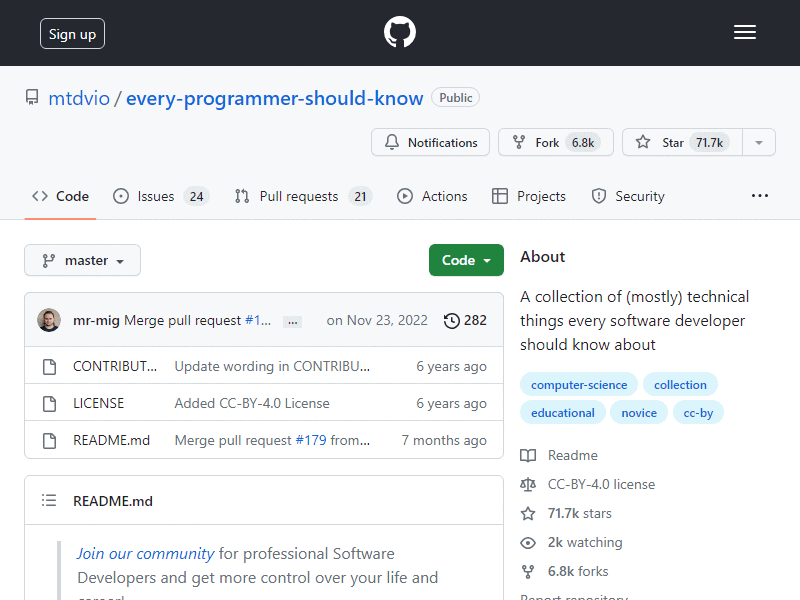 Sign up
mtdvio / every-programmer-should-know Public
Notifications Fork 6.8k Star 71.7k
Code Issues 24 Pull requests 21 Actions Projects Security ...
master Code
mr-mig Merge pull request #1... ... on Nov 23, 2022 282
CONTRIBUT... Update wording in CONTRIBU... 6 years ago
LICENSE Added CC-BY-4.0 License 6 years ago
README.md Merge pull request #179 from... 7 months ago
README.md
Join our community for professional Software
Developers and get more control over your life and
career!
About
A collection of (mostly) technical
things every software developer
should know about
computer-science collection
educational novice cc-by
Readme
CC-BY-4.0 license
71.7k stars
2k watching
6.8k forks
Report repository